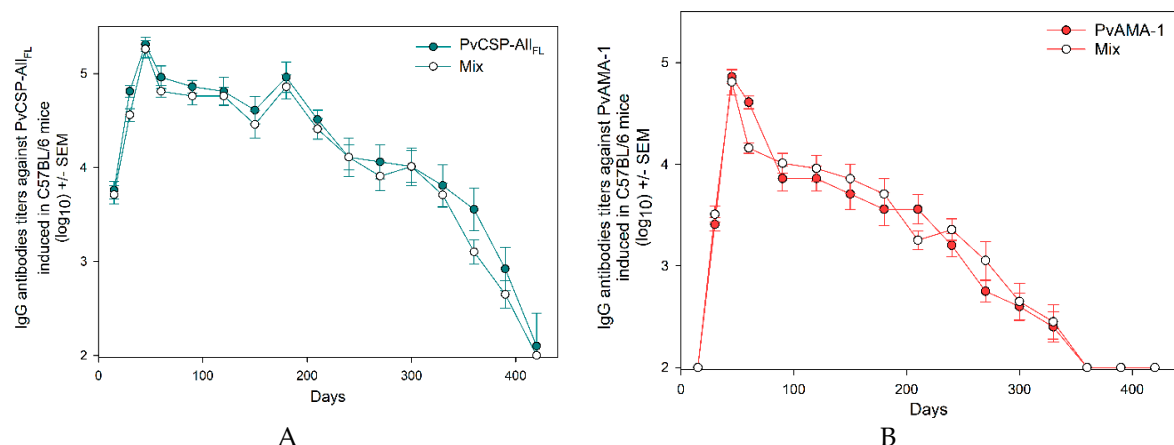 IgG antibodies titers against PvCSP-All_FL
induced in C57BL/6 mice
(log10) +/- SEM
5
4
3
2
0
100
200
300
400
Days
PvCSP-All_FL
Mix
A
IgG antibodies titers against PvAMA-1
induced in C57BL/6 mice
(log10) +/- SEM
5
4
3
2
0
100
200
300
400
Days
PvAMA-1
Mix
B